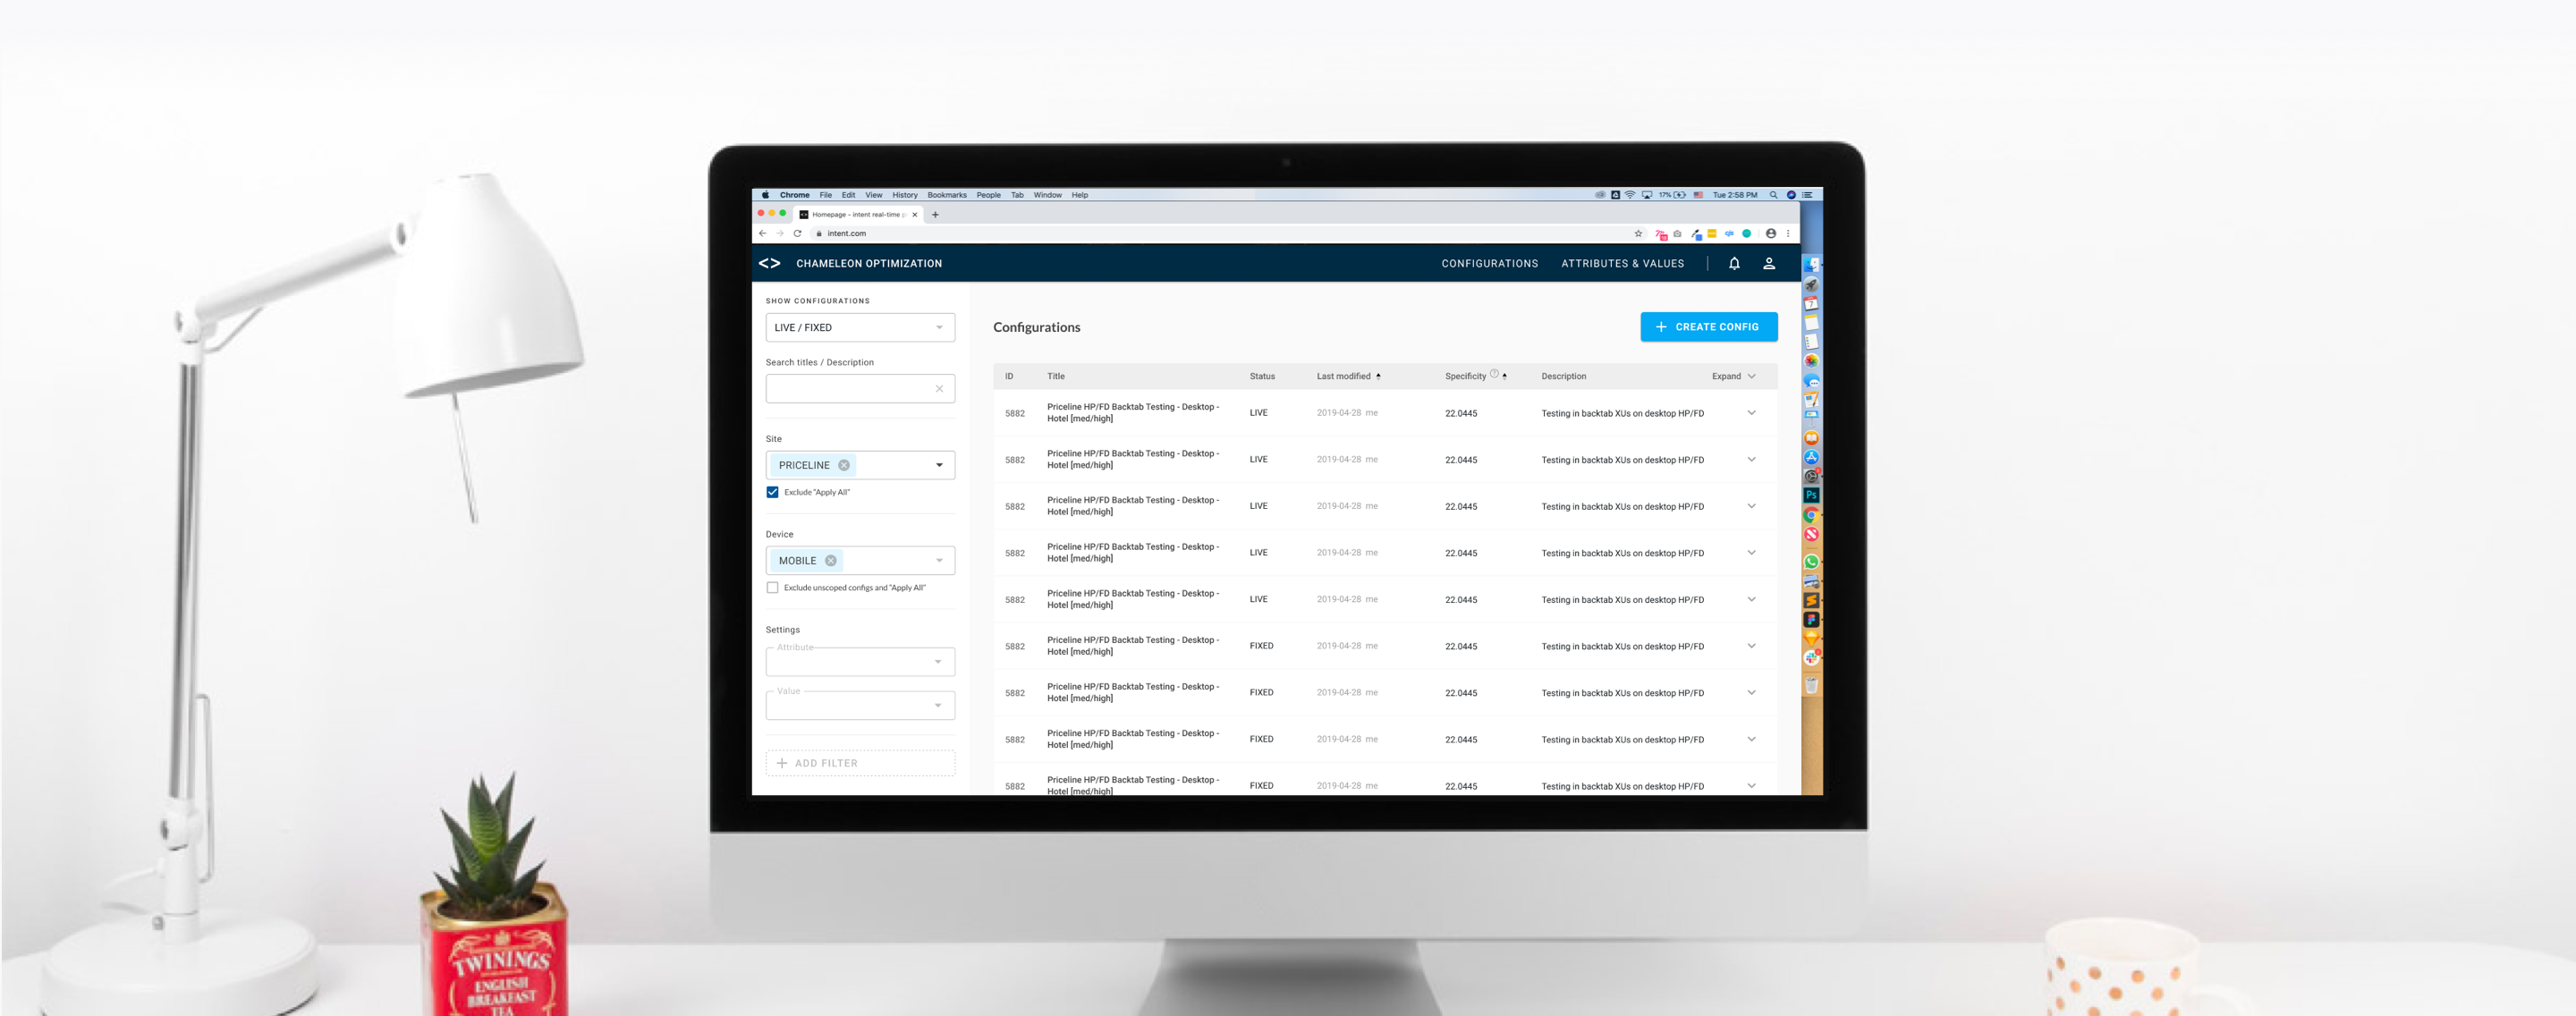 Chrome File Edit View History Bookmarks People Tab Window Help 17% Tue 2:58 PM
Homepage - intent real-time p
intent.com
<> CHAMELEON OPTIMIZATION CONFIGURATIONS ATTRIBUTES & VALUES
SHOW CONFIGURATIONS
LIVE / FIXED
Search titles / Description
Site
PRICELINE
Exclude "Apply All"
Device
MOBILE
Exclude unscoped configs and "Apply All"
Settings
Attribute
Value
+ ADD FILTER
Configurations
+ CREATE CONFIG
ID Title Status Last modified Specificity Description Expand
5882 Priceline HP/FD Backtab Testing - Desktop - LIVE 2019-04-28 me 22.0445 Testing in backtab XUs on desktop HP/FD
Hotel [med/high]
5882 Priceline HP/FD Backtab Testing - Desktop - LIVE 2019-04-28 me 22.0445 Testing in backtab XUs on desktop HP/FD
Hotel [med/high]
5882 Priceline HP/FD Backtab Testing - Desktop - LIVE 2019-04-28 me 22.0445 Testing in backtab XUs on desktop HP/FD
Hotel [med/high]
5882 Priceline HP/FD Backtab Testing - Desktop - LIVE 2019-04-28 me 22.0445 Testing in backtab XUs on desktop HP/FD
Hotel [med/high]
5882 Priceline HP/FD Backtab Testing - Desktop - LIVE 2019-04-28 me 22.0445 Testing in backtab XUs on desktop HP/FD
Hotel [med/high]
5882 Priceline HP/FD Backtab Testing - Desktop - FIXED 2019-04-28 me 22.0445 Testing in backtab XUs on desktop HP/FD
Hotel [med/high]
5882 Priceline HP/FD Backtab Testing - Desktop - FIXED 2019-04-28 me 22.0445 Testing in backtab XUs on desktop HP/FD
Hotel [med/high]
5882 Priceline HP/FD Backtab Testing - Desktop - FIXED 2019-04-28 me 22.0445 Testing in backtab XUs on desktop HP/FD
Hotel [med/high]
5882 Priceline HP/FD Backtab Testing - Desktop - FIXED 2019-04-28 me 22.0445 Testing in backtab XUs on desktop HP/FD
Hotel [med/high]
Ps
TWININGS
ENGLISH
BREAKFAST
TEA